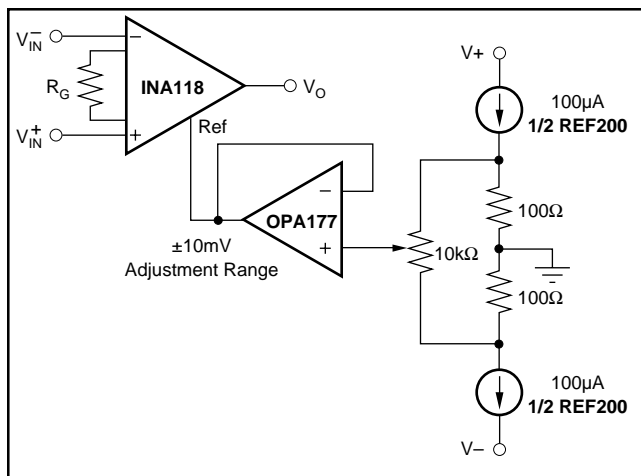 V−IN
RG
V+IN
−
+
INA118
VO
Ref
±10mV
Adjustment Range
−
+
OPA177
10kΩ
V+
100µA
1/2 REF200
100Ω
100Ω
100µA
1/2 REF200
V−